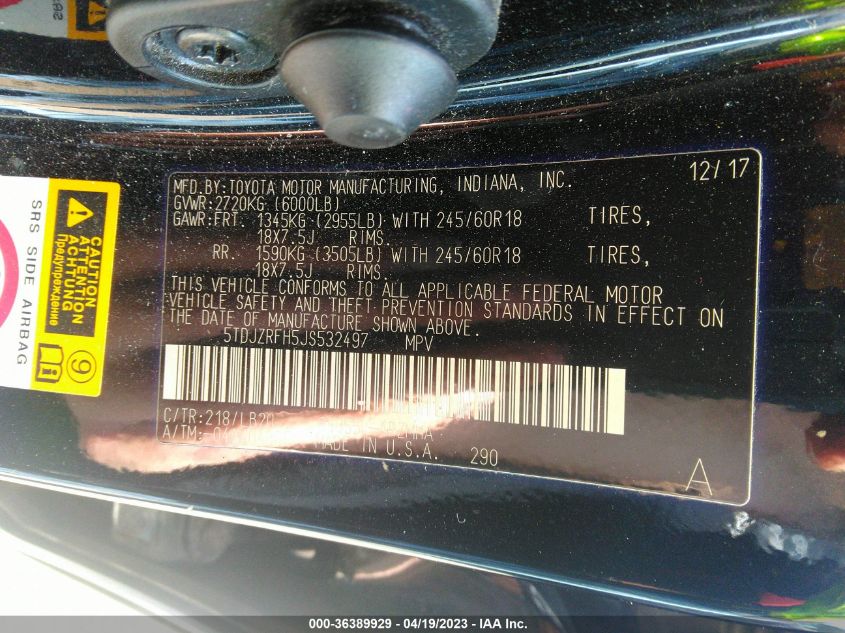 MFD.BY:TOYOTA MOTOR MANUFACTURING, INDIANA, INC. 12/17
GVWR:2720KG (6000LB)
GAWR:FRT. 1345KG (2955LB) WITH 245/60R18 TIRES,
18X7.5J RIMS.
RR. 1590KG (3505LB) WITH 245/60R18 TIRES,
18X7.5J RIMS.
THIS VEHICLE CONFORMS TO ALL APPLICABLE FEDERAL MOTOR
VEHICLE SAFETY AND THEFT PREVENTION STANDARDS IN EFFECT ON
THE DATE OF MANUFACTURE SHOWN ABOVE.
5TDJZRFH5JS532497 MPV
C/TR:218/LB20
A/TM:
MADE IN U.S.A. 290
A
SRS SIDE AIRBAG
CAUTION
ATTENTION
ACHTUNG
Предупреждение
9
000-36389929 - 04/19/2023 - IAA Inc.